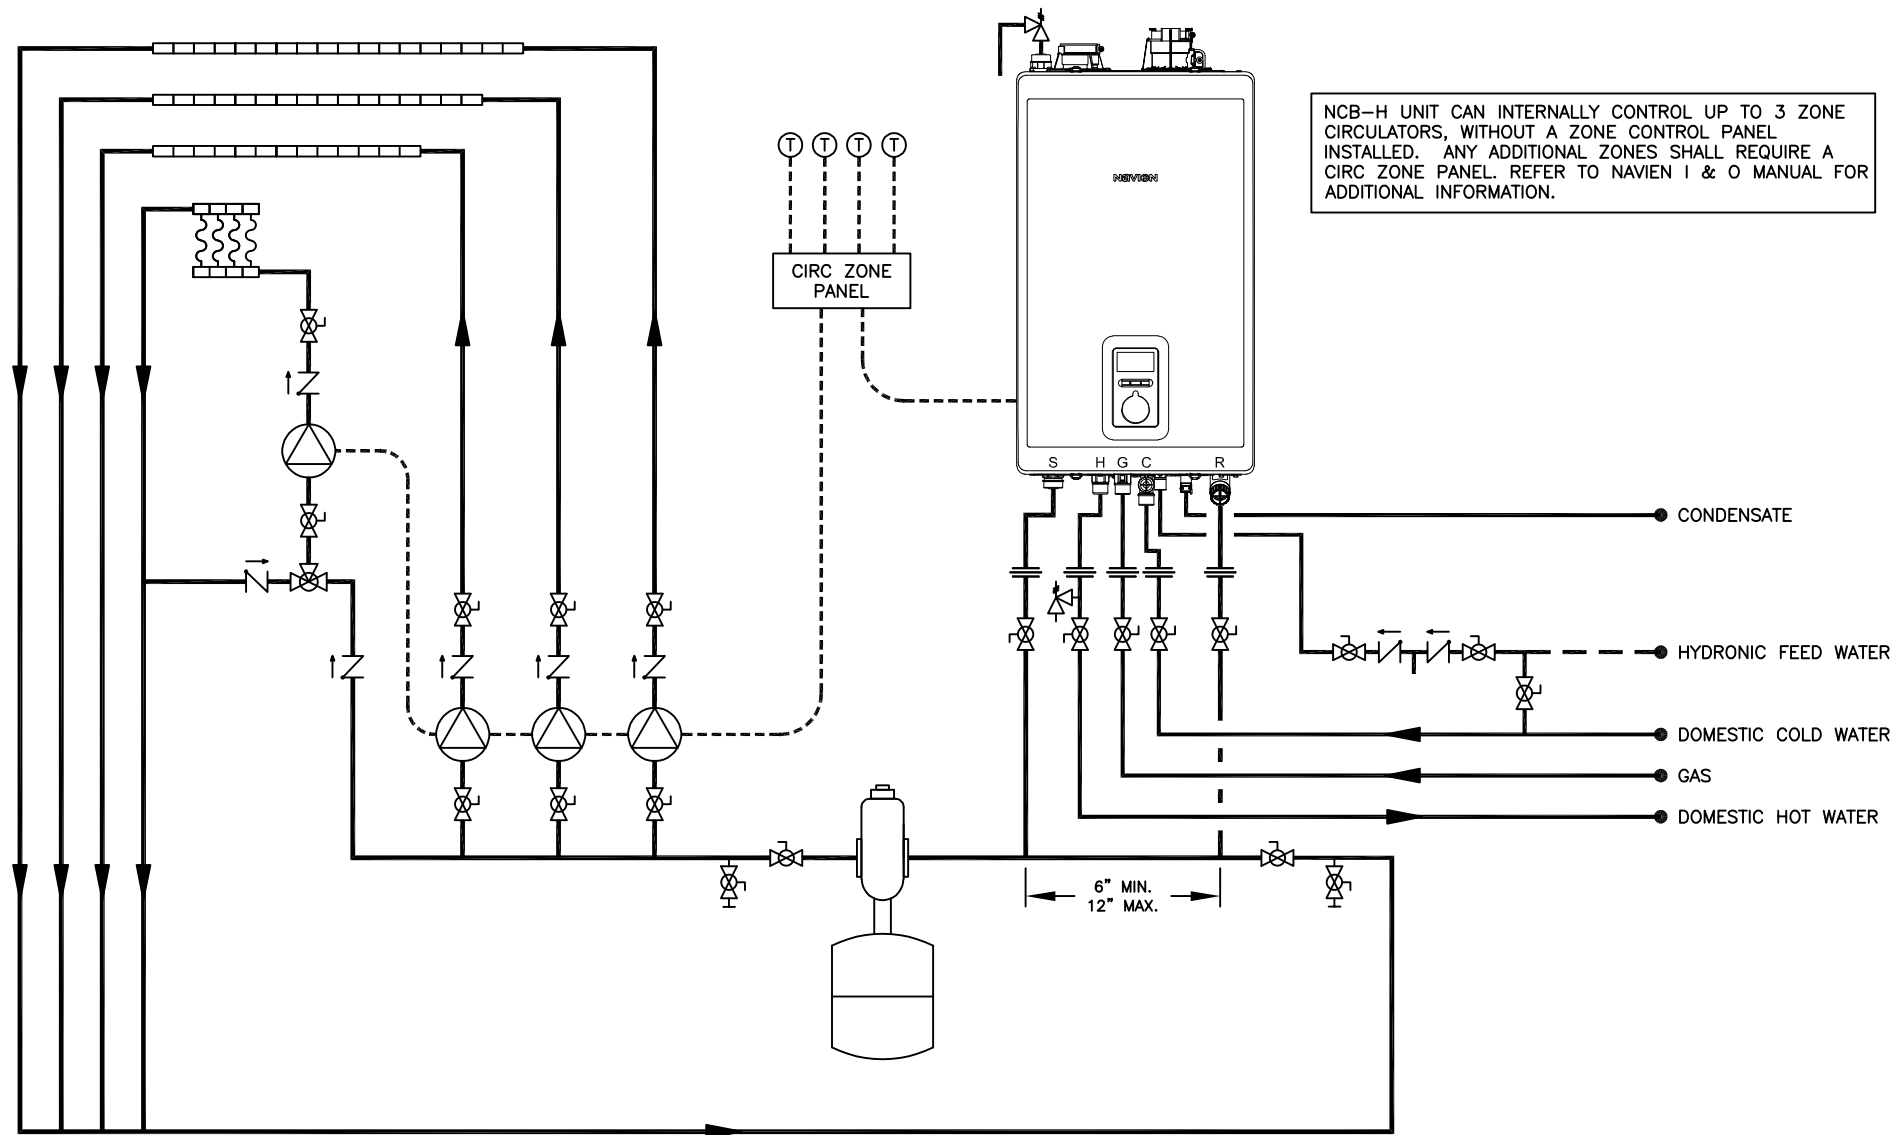 NCB-H UNIT CAN INTERNALLY CONTROL UP TO 3 ZONE
CIRCULATORS, WITHOUT A ZONE CONTROL PANEL
INSTALLED. ANY ADDITIONAL ZONES SHALL REQUIRE A
CIRC ZONE PANEL. REFER TO NAVIEN I & O MANUAL FOR
ADDITIONAL INFORMATION.
T T T T
NAVIEN
CIRC ZONE
PANEL
S H G C R
CONDENSATE
HYDRONIC FEED WATER
DOMESTIC COLD WATER
GAS
DOMESTIC HOT WATER
6" MIN.
12" MAX.